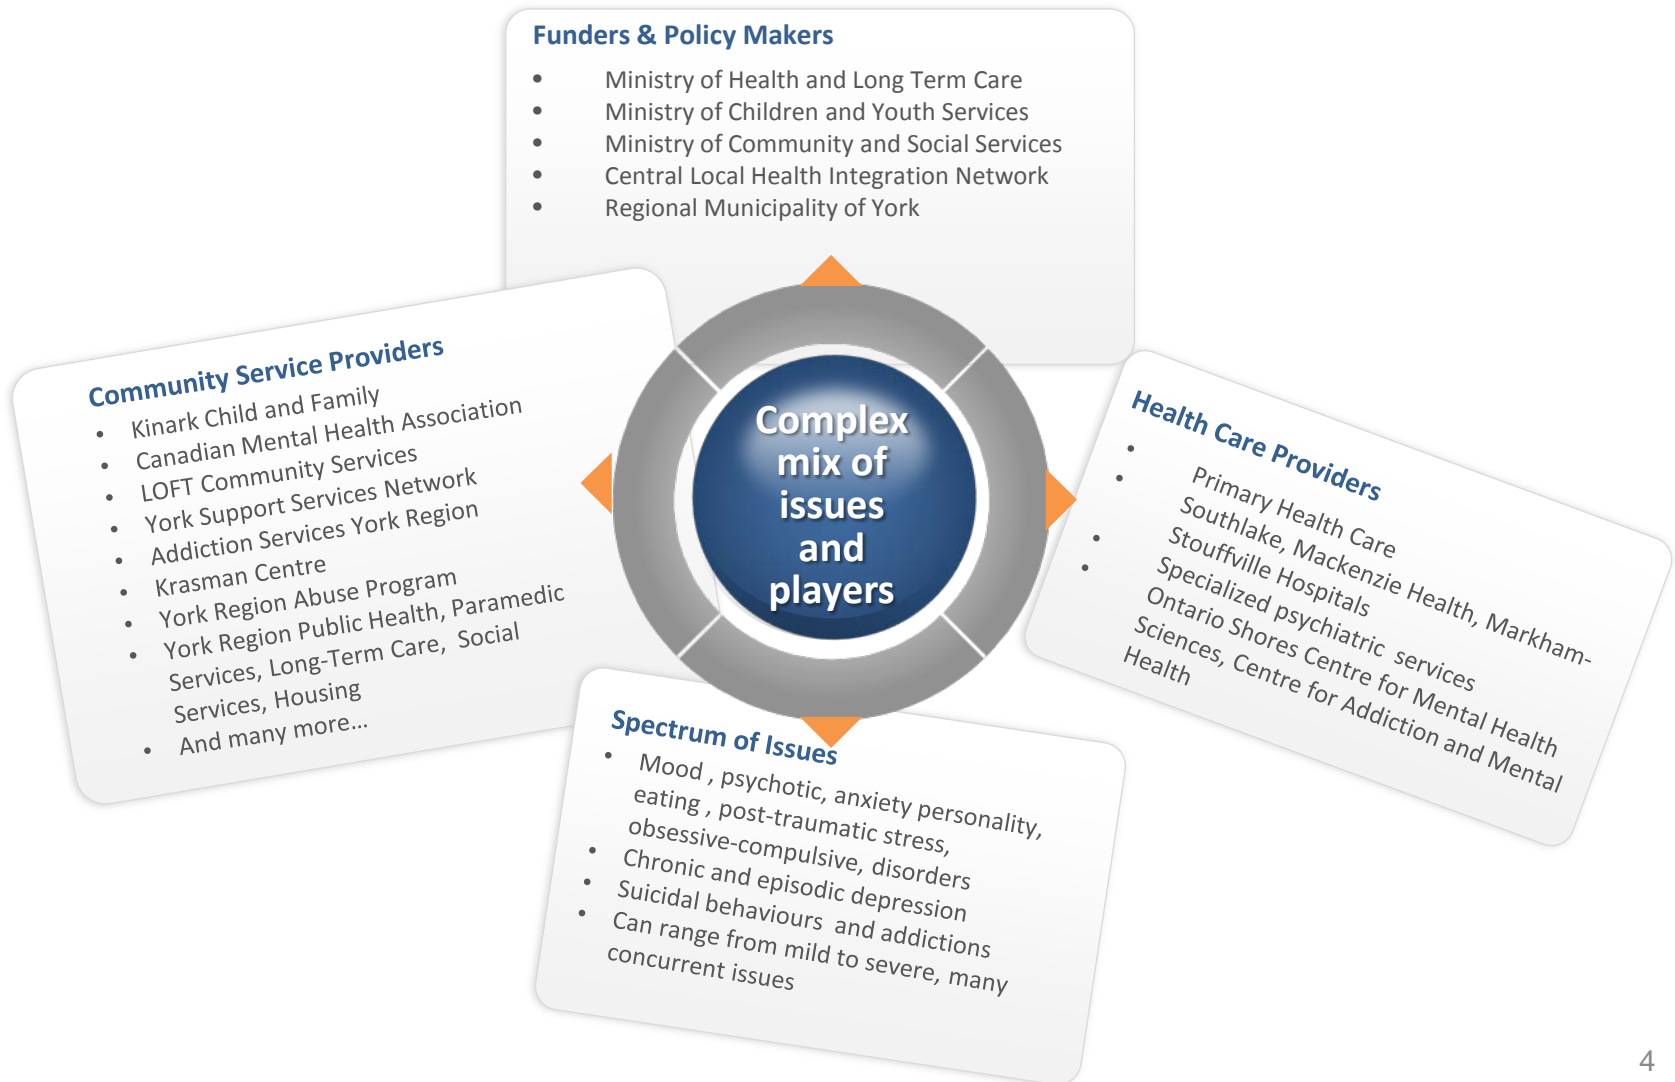 Funders & Policy Makers
• Ministry of Health and Long Term Care
• Ministry of Children and Youth Services
• Ministry of Community and Social Services
• Central Local Health Integration Network
• Regional Municipality of York
Community Service Providers
• Kinark Child and Family
• Canadian Mental Health Association
• LOFT Community Services
• York Support Services Network
• Addiction Services York Region
• Krasman Centre
• York Region Abuse Program
• York Region Public Health, Paramedic
Services, Long-Term Care, Social
Services, Housing
• And many more…
Complex
mix of
issues
and
players
Health Care Providers
• Primary Health Care
• Southlake, Mackenzie Health, Markham-
Stouffville Hospitals
• Specialized psychiatric services
• Ontario Shores Centre for Mental Health
Sciences, Centre for Addiction and Mental
Health
Spectrum of Issues
• Mood , psychotic, anxiety personality,
eating , post-traumatic stress,
obsessive-compulsive, disorders
• Chronic and episodic depression
• Suicidal behaviours and addictions
• Can range from mild to severe, many
concurrent issues
4